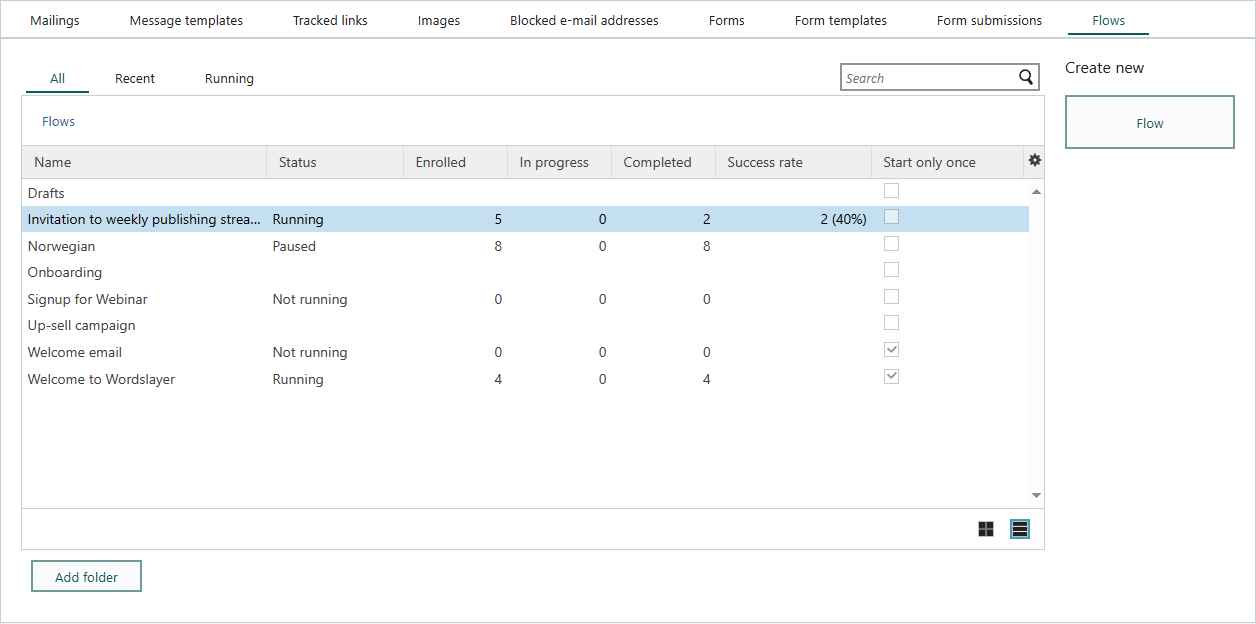 Mailings Message templates Tracked links Images Blocked e-mail addresses Forms Form templates Form submissions Flows
All Recent Running Search
Create new
Flow
Flows
Name Status Enrolled In progress Completed Success rate Start only once
Drafts
Invitation to weekly publishing strea... Running 5 0 2 2 (40%)
Norwegian Paused 8 0 8
Onboarding
Signup for Webinar Not running 0 0 0
Up-sell campaign
Welcome email Not running 0 0 0
Welcome to Wordslayer Running 4 0 4
Add folder